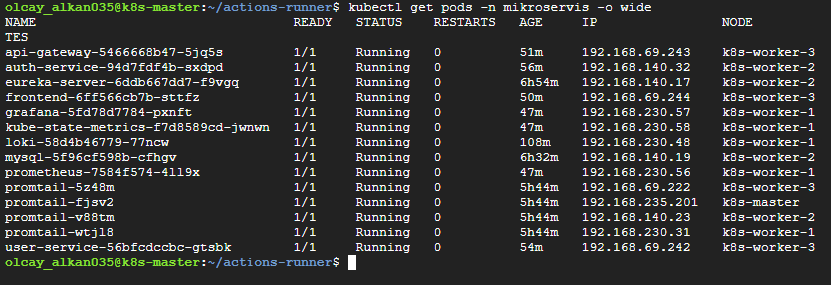 olcay_alkan035@k8s-master:~/actions-runner$ kubectl get pods -n mikroservis -o wide
NAME READY STATUS RESTARTS AGE IP NODE
TES
api-gateway-5466668b47-5jq5s 1/1 Running 0 51m 192.168.69.243 k8s-worker-3
auth-service-94d7fdf4b-sxdpd 1/1 Running 0 56m 192.168.140.32 k8s-worker-2
eureka-server-6ddb667dd7-f9vgq 1/1 Running 0 6h54m 192.168.140.17 k8s-worker-2
frontend-6ff566cb7b-sttfz 1/1 Running 0 50m 192.168.69.244 k8s-worker-3
grafana-5fd78d7784-pxnft 1/1 Running 0 47m 192.168.230.57 k8s-worker-1
kube-state-metrics-f7d8589cd-jwnwn 1/1 Running 0 47m 192.168.230.58 k8s-worker-1
loki-58d4b46779-77ncw 1/1 Running 0 108m 192.168.230.48 k8s-worker-1
mysql-5f96cf598b-cfhgv 1/1 Running 0 6h32m 192.168.140.19 k8s-worker-2
prometheus-7584f574-4ll9x 1/1 Running 0 47m 192.168.230.56 k8s-worker-1
promtail-5z48m 1/1 Running 0 5h44m 192.168.69.222 k8s-worker-3
promtail-fjsv2 1/1 Running 0 5h44m 192.168.235.201 k8s-master
promtail-v88tm 1/1 Running 0 5h44m 192.168.140.23 k8s-worker-2
promtail-wtjl8 1/1 Running 0 5h44m 192.168.230.31 k8s-worker-1
user-service-56bfcdccbc-gtsbk 1/1 Running 0 54m 192.168.69.242 k8s-worker-3
olcay_alkan035@k8s-master:~/actions-runner$